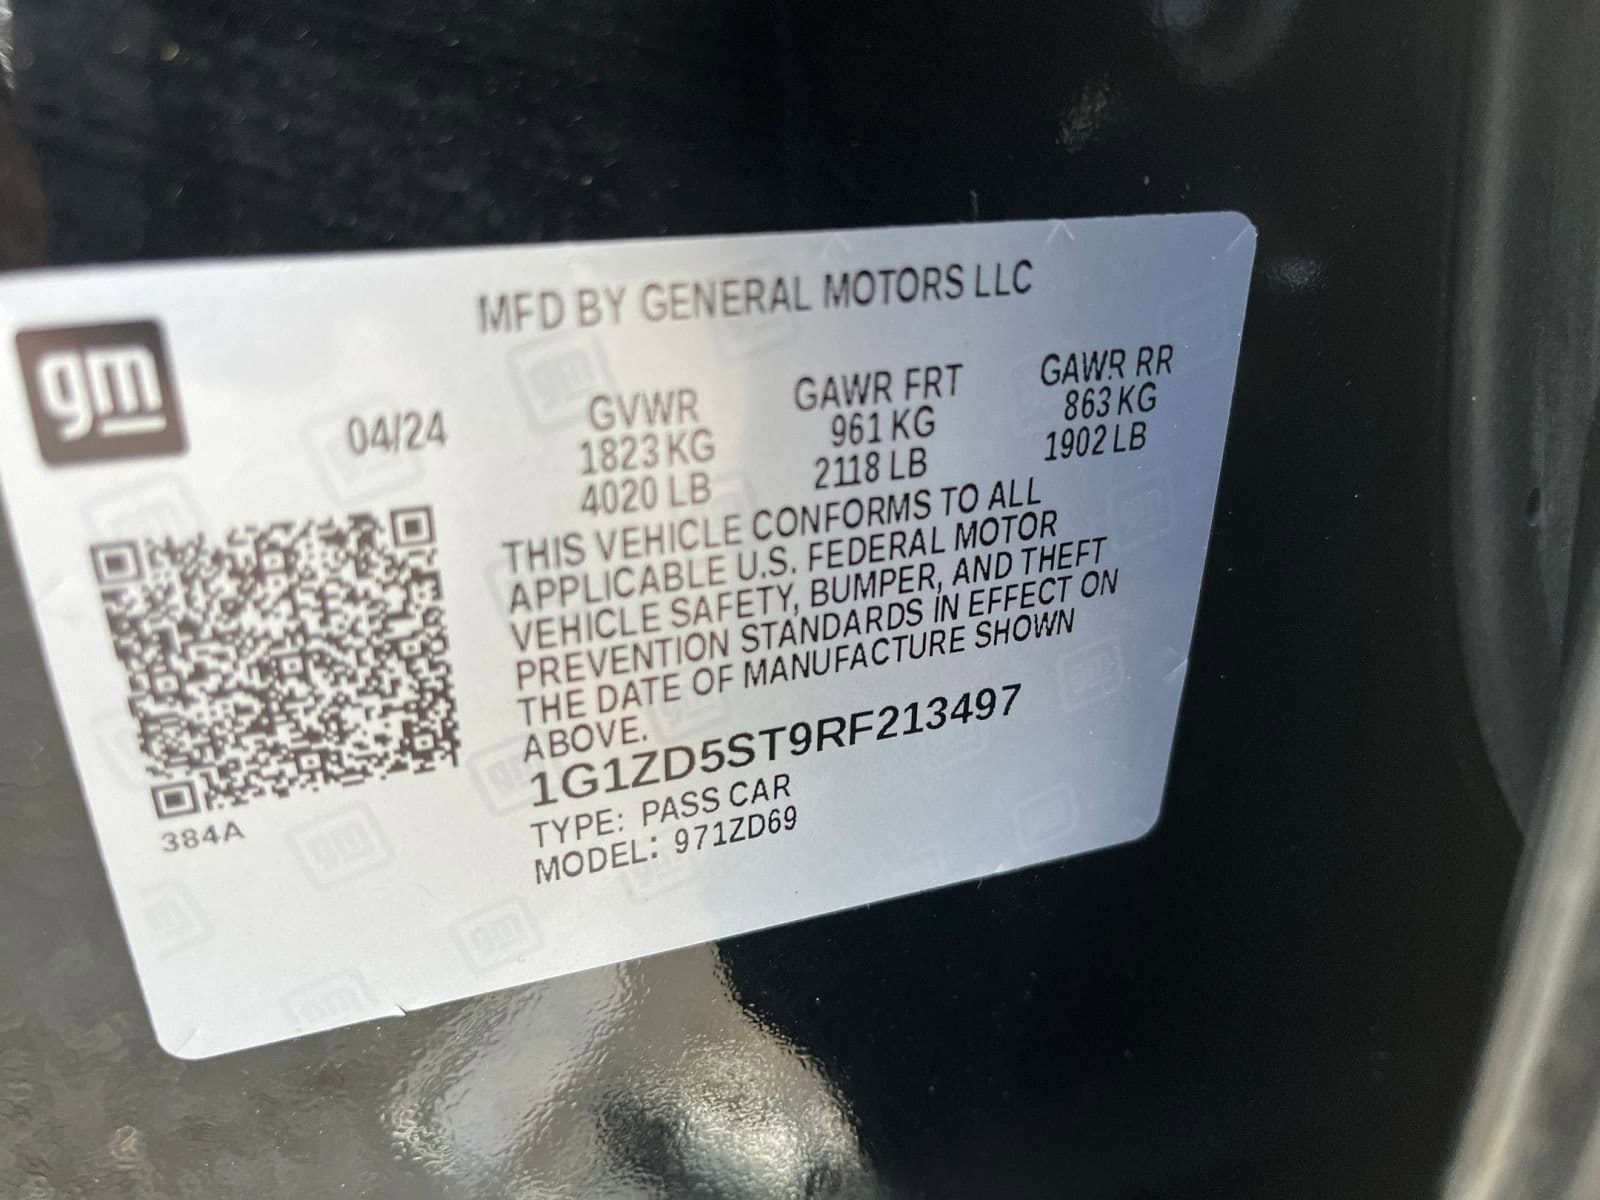 MFD BY GENERAL MOTORS LLC
gm
04/24
GVWR
1823 KG
4020 LB
GAWR FRT
961 KG
2118 LB
GAWR RR
863 KG
1902 LB
THIS VEHICLE CONFORMS TO ALL
APPLICABLE U.S. FEDERAL MOTOR
VEHICLE SAFETY, BUMPER, AND THEFT
PREVENTION STANDARDS IN EFFECT ON
THE DATE OF MANUFACTURE SHOWN
ABOVE.
1G1ZD5ST9RF213497
TYPE: PASS CAR
MODEL: 971ZD69
384A